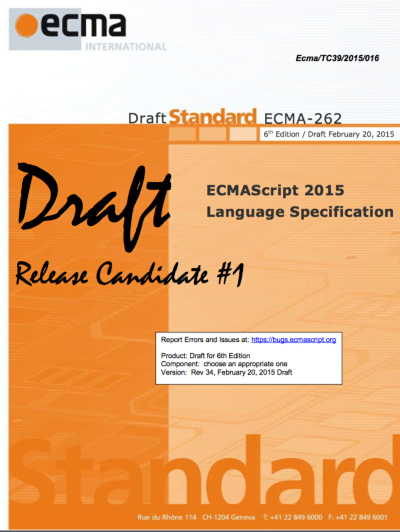 ecma
INTERNATIONAL
Ecma/TC39/2015/016
Draft Standard ECMA-262
6th Edition / Draft February 20, 2015
Draft
ECMAScript 2015
Language Specification
Release Candidate #1
Report Errors and Issues at: https://bugs.ecmascript.org
Product: Draft for 6th Edition
Component: choose an appropriate one
Version: Rev 34, February 20, 2015 Draft
Standard
Rue du Rhône 114 CH-1204 Geneva T: +41 22 849 6000 F: +41 22 849 6001